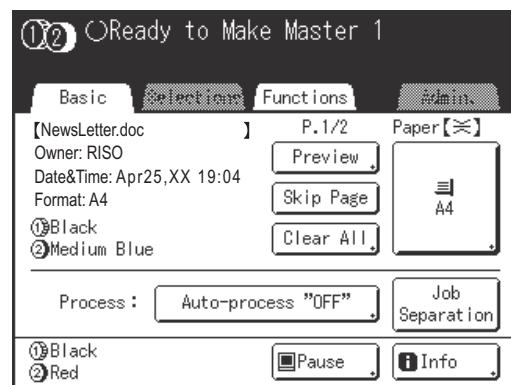 ①② Ready to Make Master 1
Basic Selections Functions Admin.
【NewsLetter.doc 】 P.1/2 Paper【 】
Owner: RISO Preview
Date&Time: Apr25,XX 19:04
Format: A4 Skip Page A4
①Black Clear All
②Medium Blue
Process: Auto-process "OFF" Job Separation
①Black Pause Info
②Red